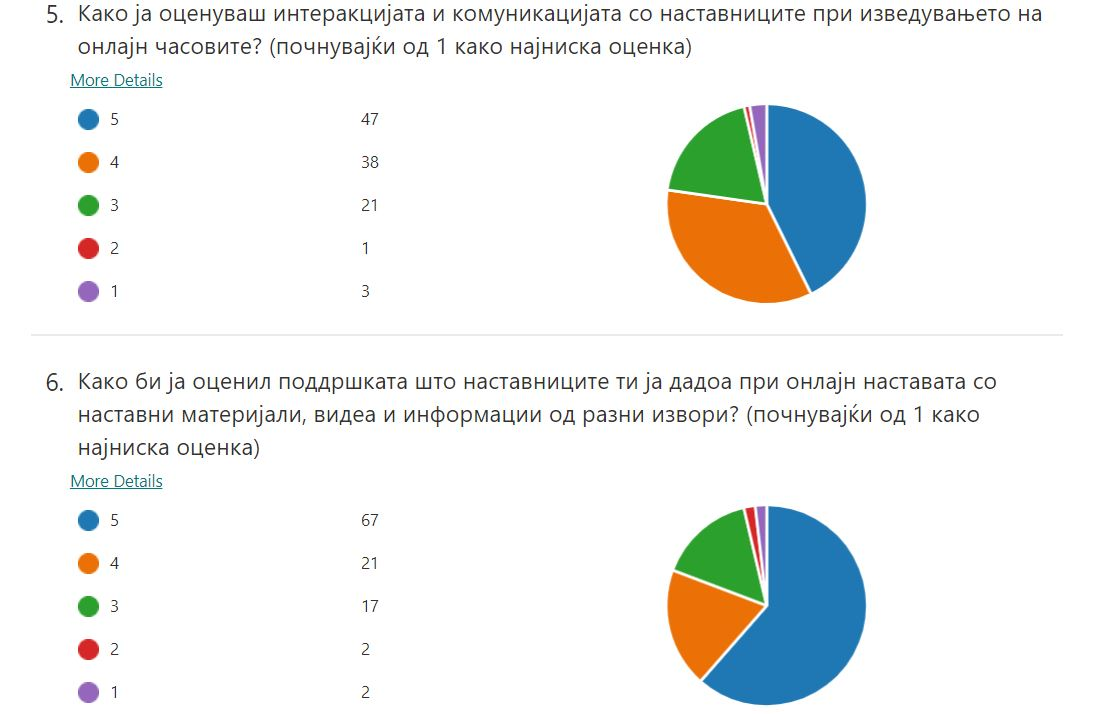 5. Како ја оценуваш интеракцијата и комуникацијата со наставниците при изведувањето на
онлајн часовите? (почнувајќи од 1 како најниска оценка)
More Details
5 47
4 38
3 21
2 1
1 3
6. Како би ја оценил поддршката што наставниците ти ја дадоа при онлајн наставата со
наставни материјали, видеа и информации од разни извори? (почнувајќи од 1 како
најниска оценка)
More Details
5 67
4 21
3 17
2 2
1 2